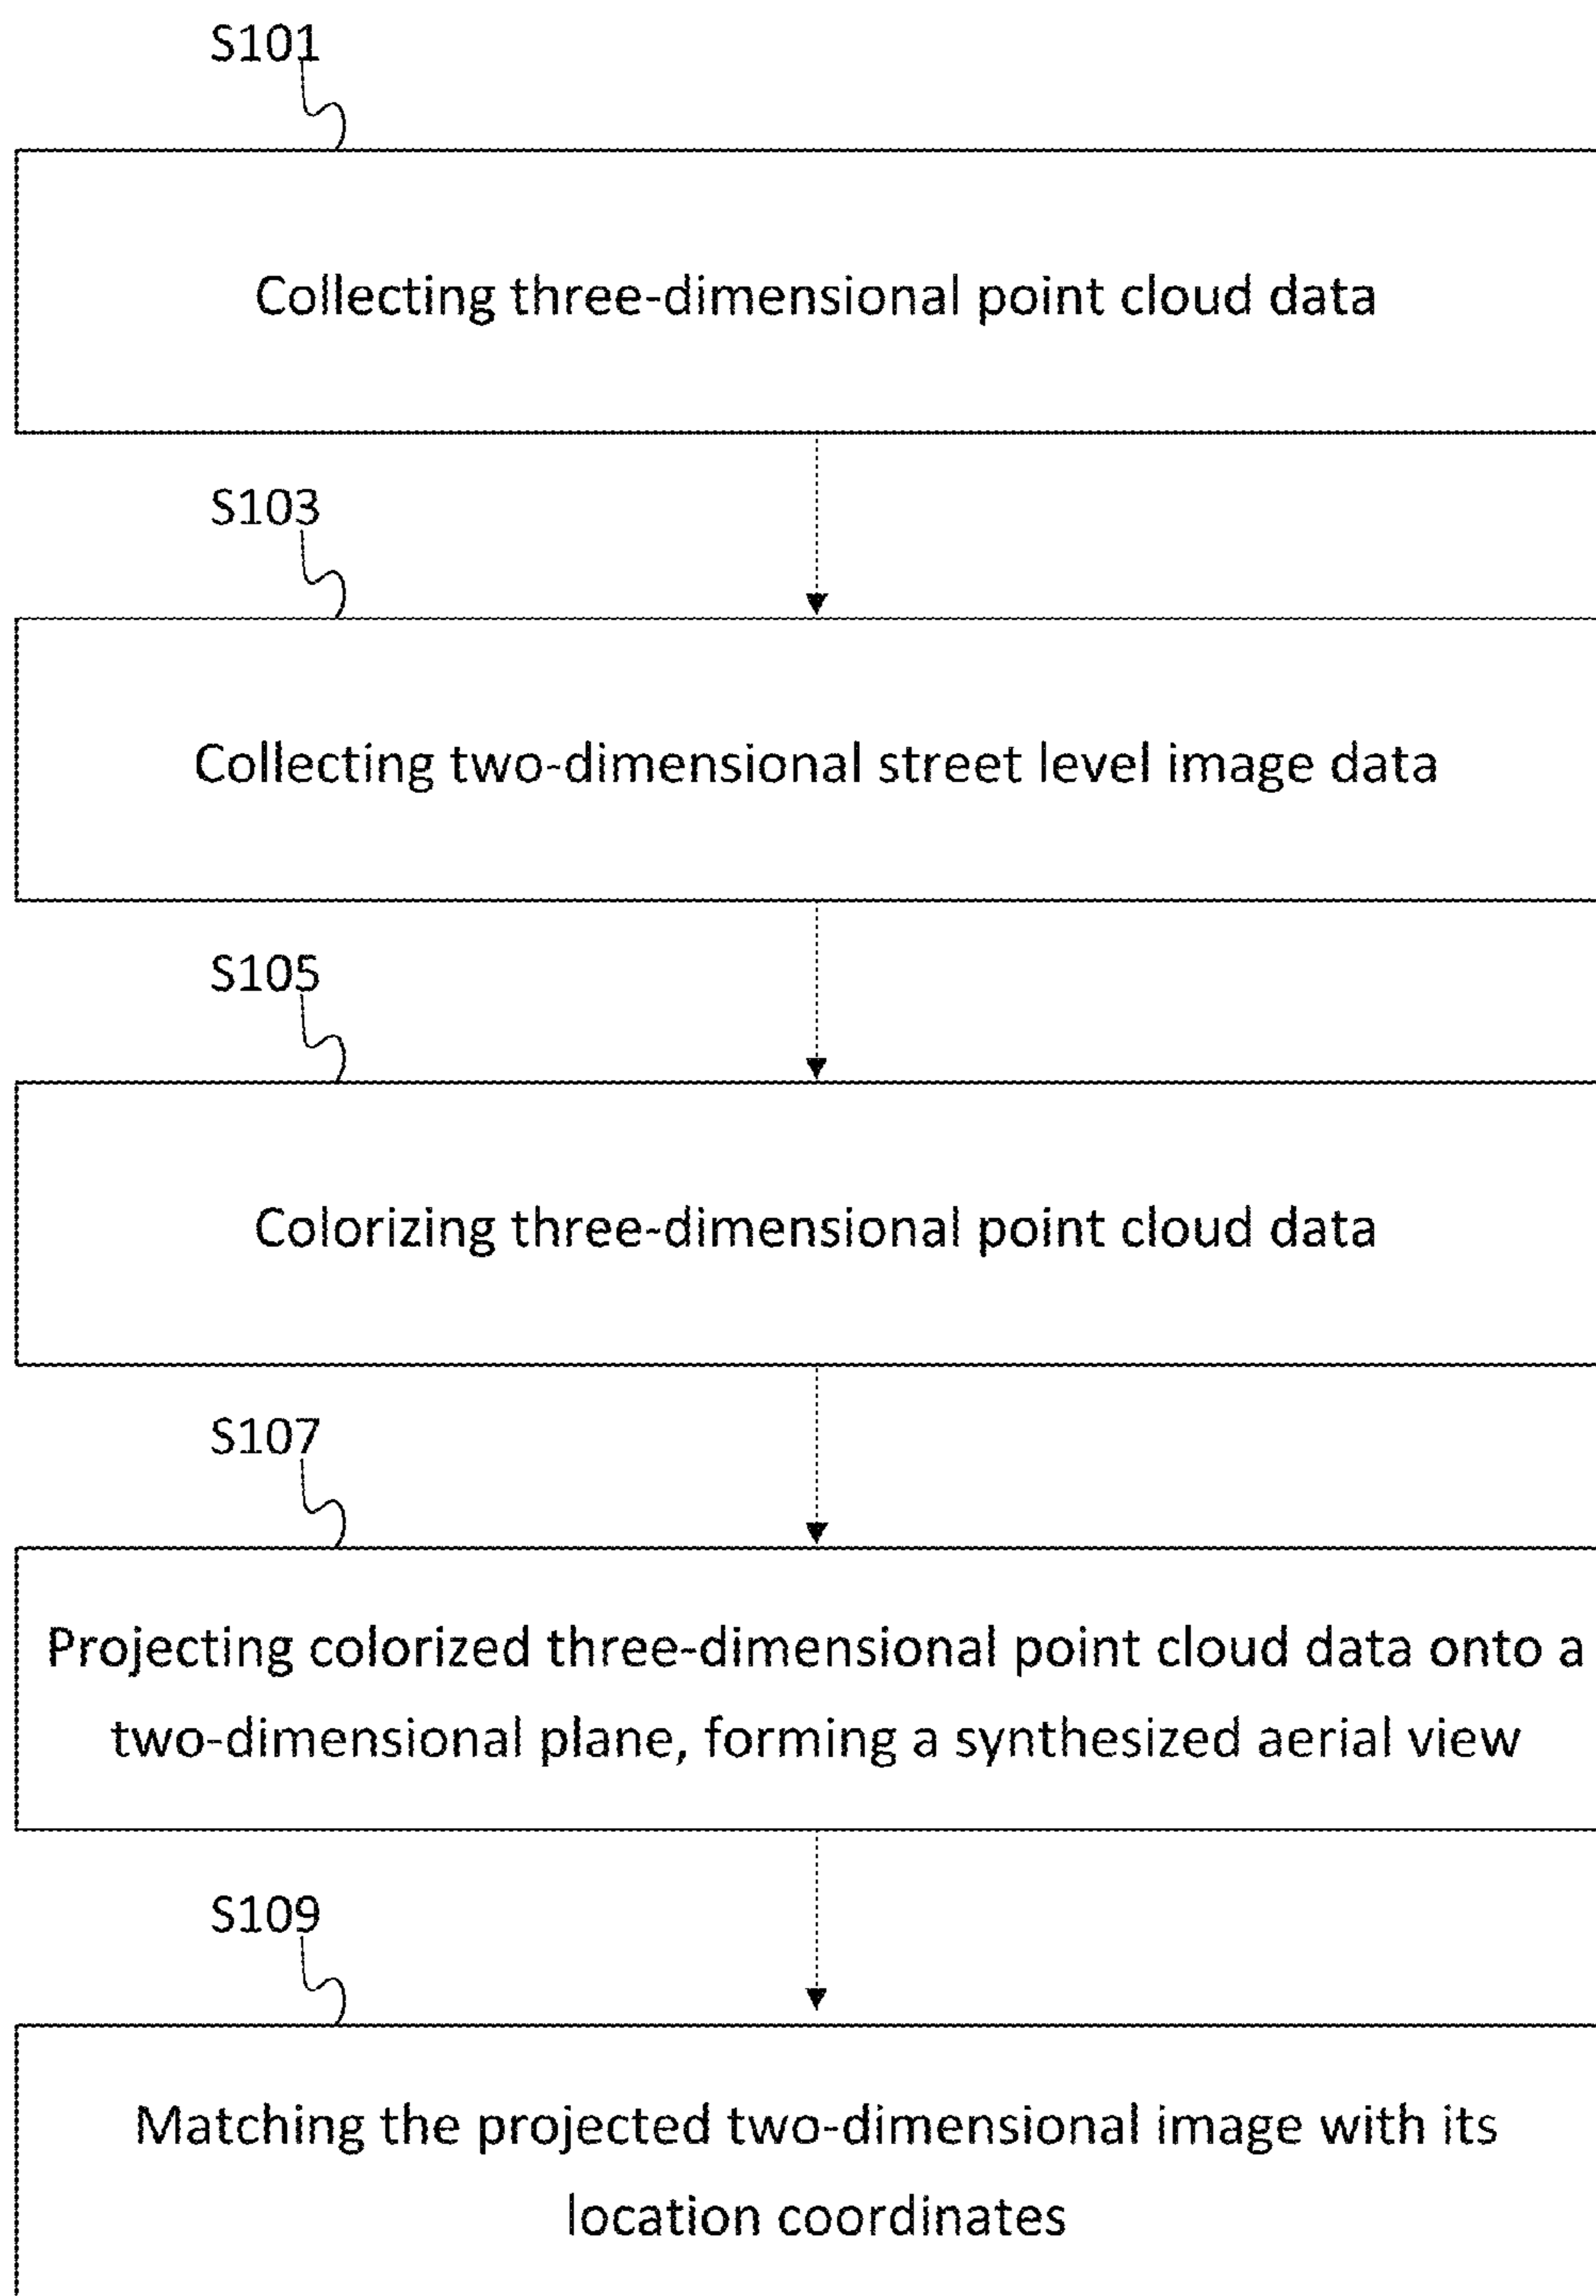 S101
Collecting three-dimensional point cloud data
S103
Collecting two-dimensional street level image data
S105
Colorizing three-dimensional point cloud data
S107
Projecting colorized three-dimensional point cloud data onto a
two-dimensional plane, forming a synthesized aerial view
S109
Matching the projected two-dimensional image with its
location coordinates